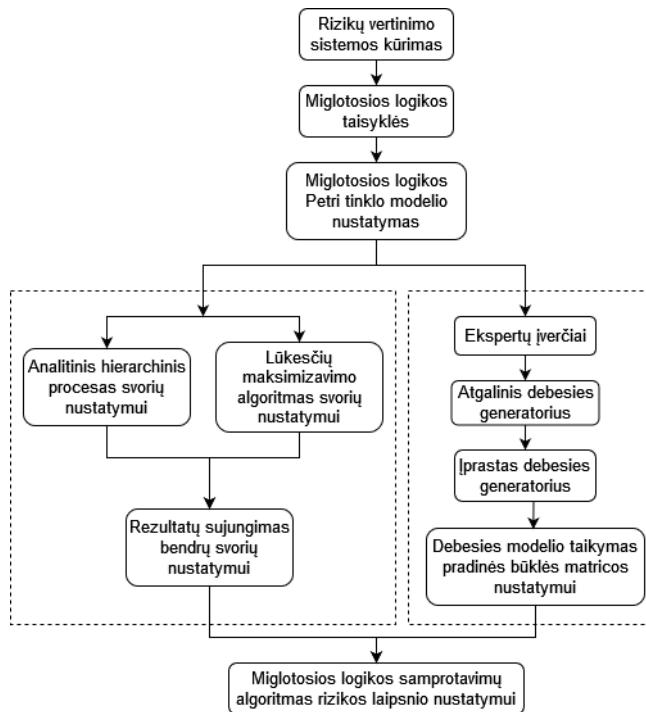 Rizikų vertinimo
sistemos kūrimas
Miglotosios logikos
taisyklės
Miglotosios logikos
Petri tinklo modelio
nustatymas
Analitinis hierarchinis
procesas svorių
nustatymui
Lūkesčių
maksimizavimo
algoritmas svorių
nustatymui
Rezultatų sujungimas
bendrų svorių
nustatymui
Ekspertų įverčiai
Atgalinis debesies
generatorius
Įprastas debesies
generatorius
Debesies modelio taikymas
pradinės būklės matricos
nustatymui
Miglotosios logikos samprotavimų
algoritmas rizikos laipsnio nustatymui